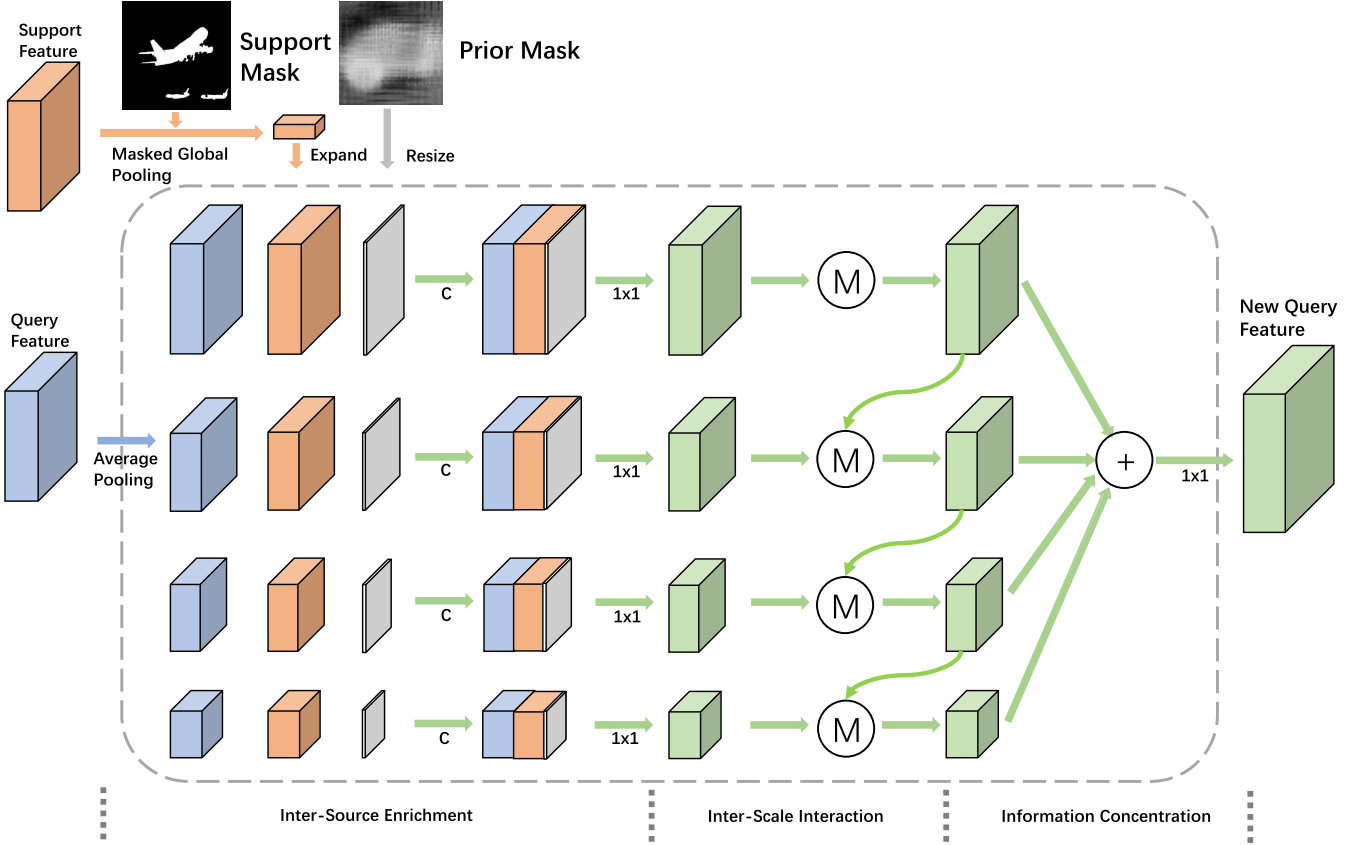 Support
Feature
Support
Mask
Prior Mask
Masked Global
Pooling
Expand
Resize
Query
Feature
Average
Pooling
C
1x1
M
C
1x1
M
+
1x1
New Query
Feature
C
1x1
M
C
1x1
M
Inter-Source Enrichment
Inter-Scale Interaction
Information Concentration